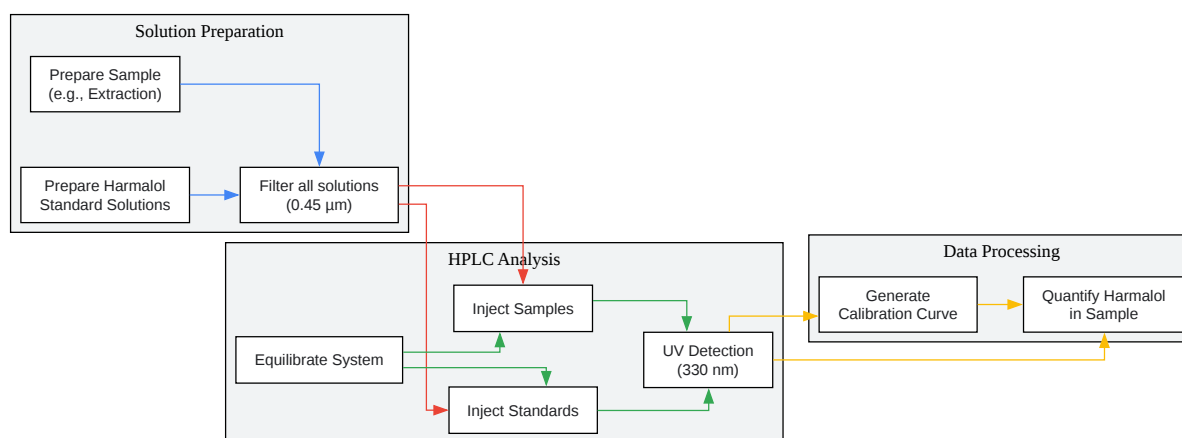 Solution Preparation
Prepare Sample
(e.g., Extraction)
Prepare Harmalol
Standard Solutions
Filter all solutions
(0.45 µm)
HPLC Analysis
Inject Samples
Equilibrate System
Inject Standards
UV Detection
(330 nm)
Data Processing
Generate
Calibration Curve
Quantify Harmalol
in Sample